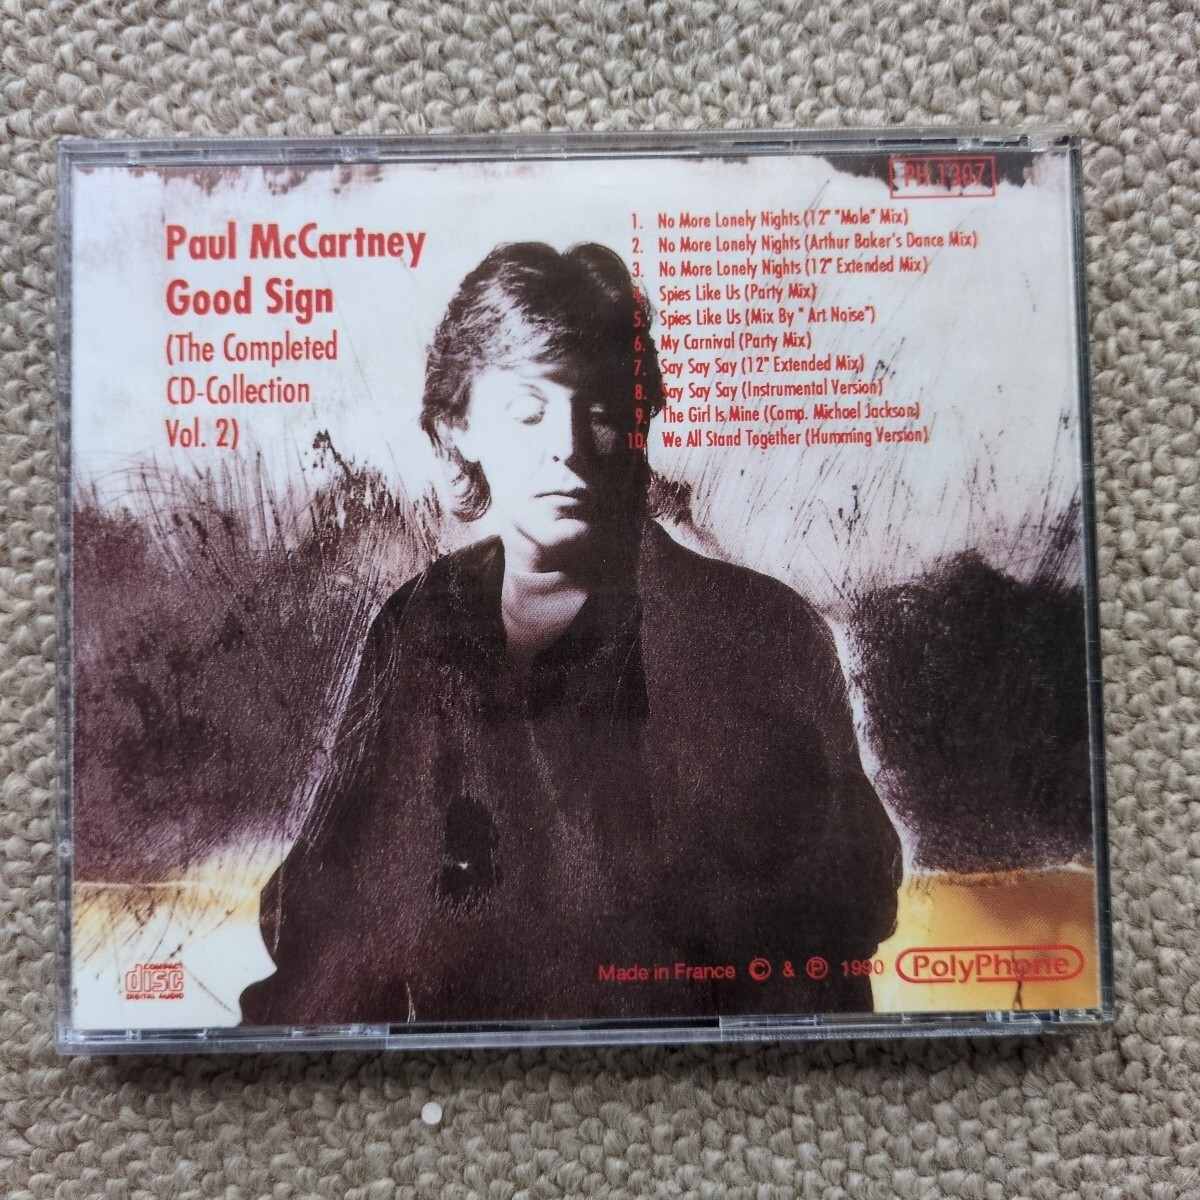 PH 1307
Paul McCartney
Good Sign
(The Completed
CD-Collection
Vol. 2)
1. No More Lonely Nights (12" "Mole" Mix)
2. No More Lonely Nights (Arthur Baker's Dance Mix)
3. No More Lonely Nights (12" Extended Mix)
4. Spies Like Us (Party Mix)
5. Spies Like Us (Mix By " Art Noise")
6. My Carnival (Party Mix)
7. Say Say Say (12" Extended Mix)
8. Say Say Say (Instrumental Version)
9. The Girl Is Mine (Comp. Michael Jackson)
10. We All Stand Together (Humming Version)
COMPACT
disc
DIGITAL AUDIO
Made in France © & ℗ 1990 PolyPhone